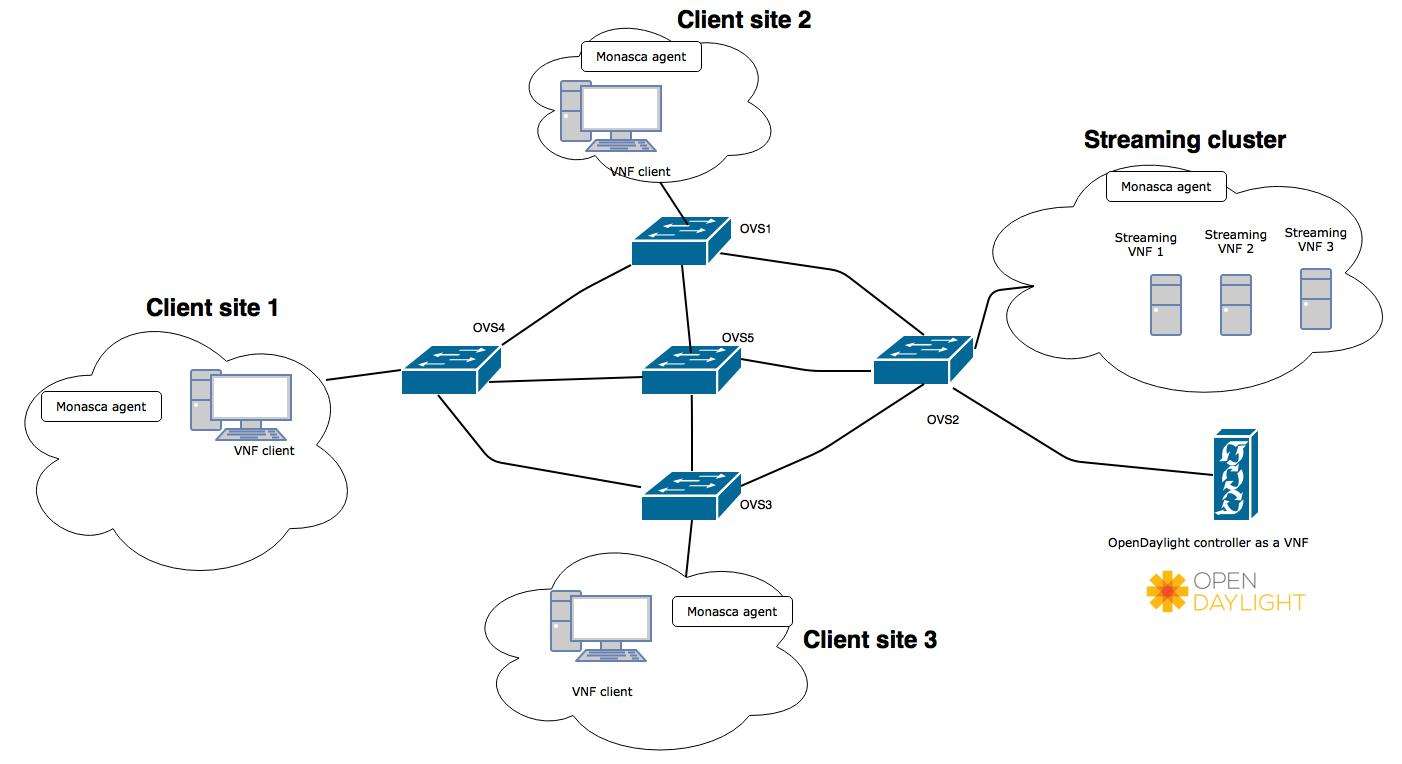 Client site 2
Monasca agent
VNF client
Streaming cluster
Monasca agent
Streaming
VNF 1
Streaming
VNF 2
Streaming
VNF 3
OVS1
Client site 1
Monasca agent
VNF client
OVS4
OVS5
OVS2
OVS3
OpenDaylight controller as a VNF
OPEN
DAYLIGHT
Monasca agent
Client site 3
VNF client